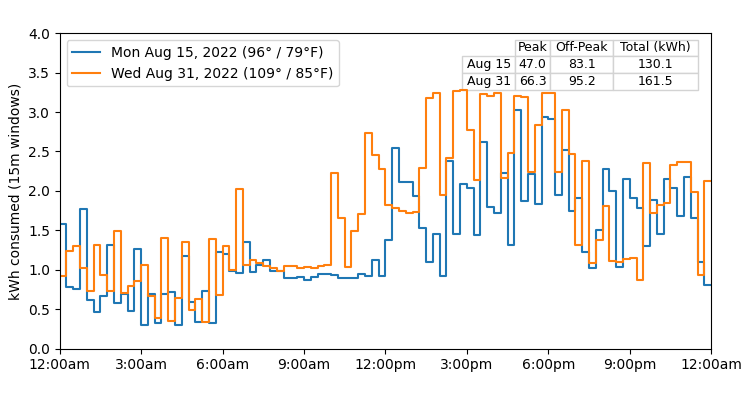 4.0
3.5
3.0
2.5
2.0
1.5
1.0
0.5
0.0
kWh consumed (15m windows)
Mon Aug 15, 2022 (96° / 79°F)
Wed Aug 31, 2022 (109° / 85°F)
Peak Off-Peak Total (kWh)
Aug 15 47.0 83.1 130.1
Aug 31 66.3 95.2 161.5
12:00am 3:00am 6:00am 9:00am 12:00pm 3:00pm 6:00pm 9:00pm 12:00am